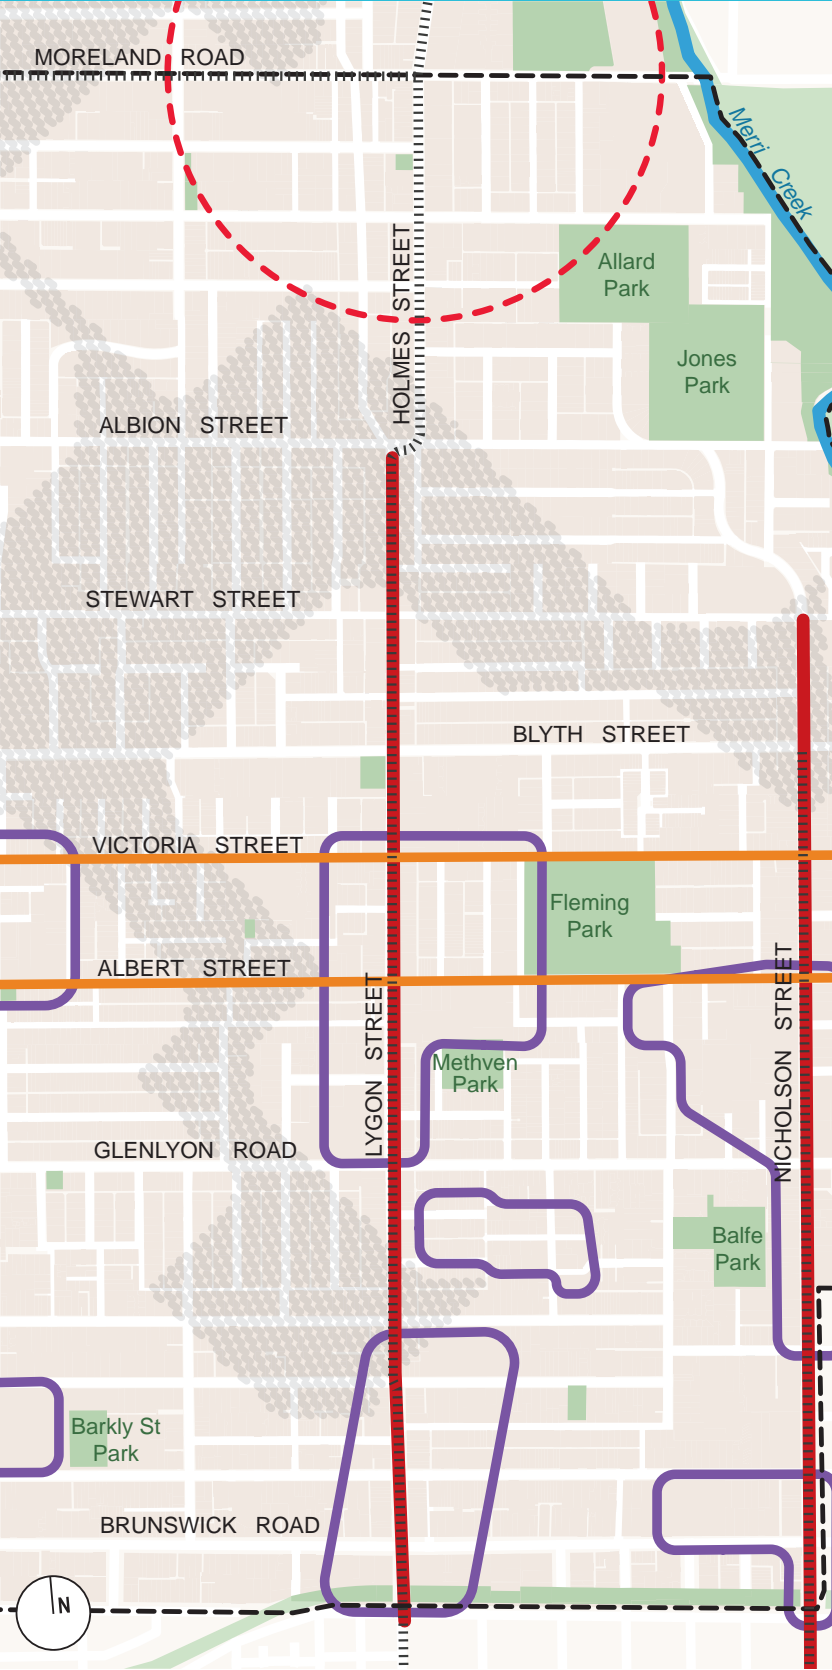 MORELAND ROAD
Merri Creek
HOLMES STREET
Allard
Park
Jones
Park
ALBION STREET
STEWART STREET
BLYTH STREET
VICTORIA STREET
Fleming
Park
ALBERT STREET
LYGON STREET
NICHOLSON STREET
Methven
Park
GLENLYON ROAD
Balfe
Park
Barkly St
Park
BRUNSWICK ROAD
N